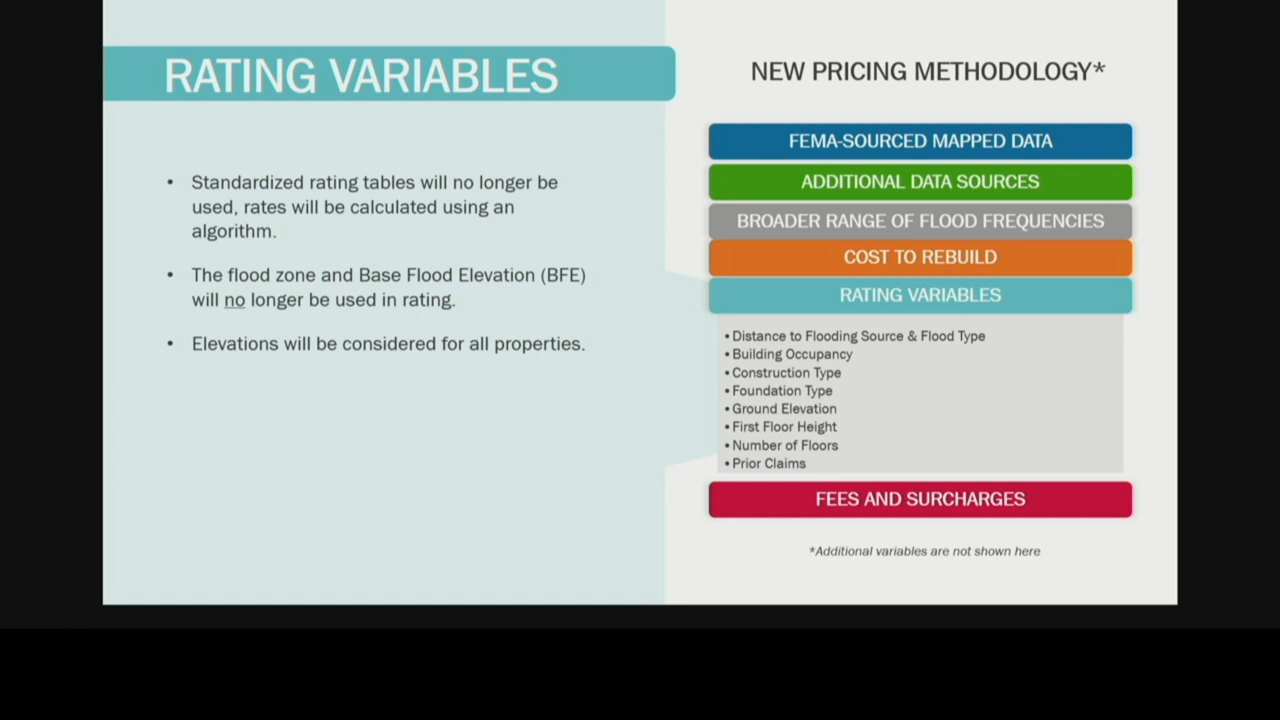 RATING VARIABLES
• Standardized rating tables will no longer be
used, rates will be calculated using an
algorithm.
• The flood zone and Base Flood Elevation (BFE)
will no longer be used in rating.
• Elevations will be considered for all properties.
NEW PRICING METHODOLOGY*
FEMA-SOURCED MAPPED DATA
ADDITIONAL DATA SOURCES
BROADER RANGE OF FLOOD FREQUENCIES
COST TO REBUILD
RATING VARIABLES
• Distance to Flooding Source & Flood Type
• Building Occupancy
• Construction Type
• Foundation Type
• Ground Elevation
• First Floor Height
• Number of Floors
• Prior Claims
FEES AND SURCHARGES
*Additional variables are not shown here